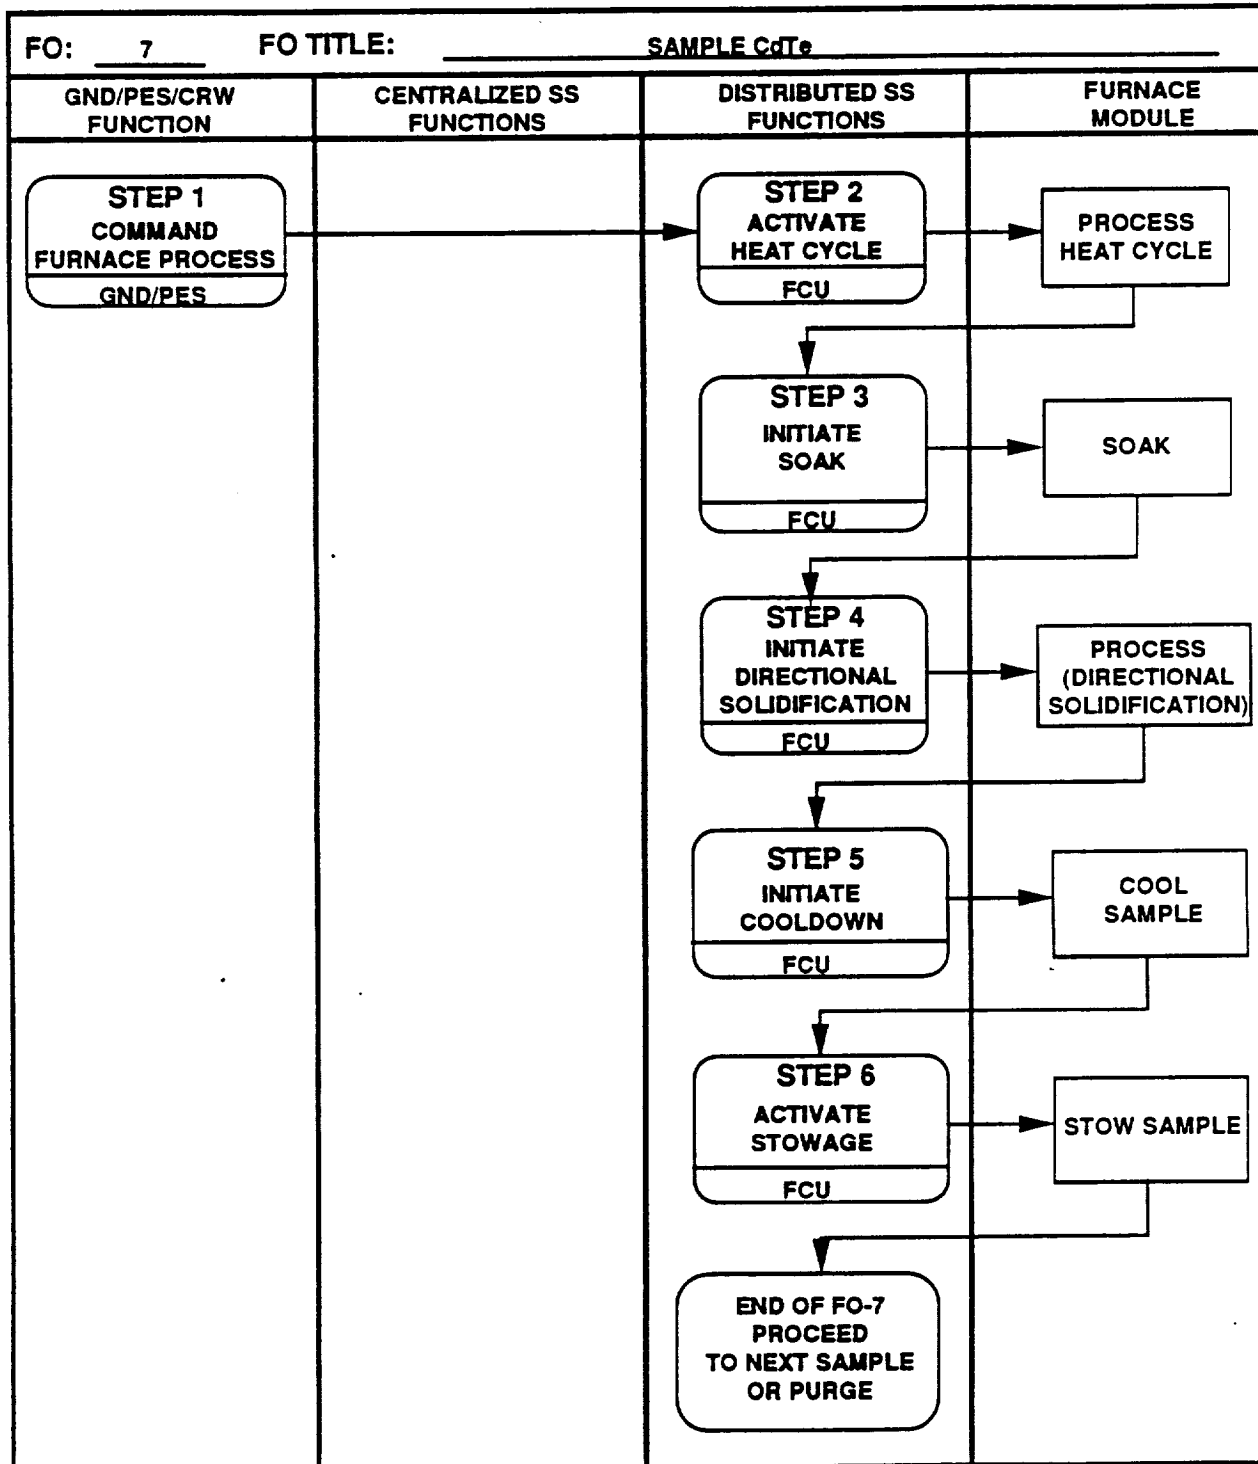 FO: 7 FO TITLE: SAMPLE CdTe
GND/PES/CRW
FUNCTION
CENTRALIZED SS
FUNCTIONS
DISTRIBUTED SS
FUNCTIONS
FURNACE
MODULE
STEP 1
COMMAND
FURNACE PROCESS
GND/PES
STEP 2
ACTIVATE
HEAT CYCLE
FCU
PROCESS
HEAT CYCLE
STEP 3
INITIATE
SOAK
FCU
SOAK
STEP 4
INITIATE
DIRECTIONAL
SOLIDIFICATION
FCU
PROCESS
(DIRECTIONAL
SOLIDIFICATION)
STEP 5
INITIATE
COOLDOWN
FCU
COOL
SAMPLE
STEP 6
ACTIVATE
STOWAGE
FCU
STOW SAMPLE
END OF FO-7
PROCEED
TO NEXT SAMPLE
OR PURGE